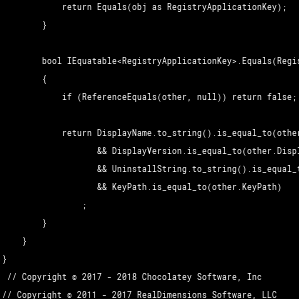 return Equals(obj as RegistryApplicationKey);
}
bool IEquatable<RegistryApplicationKey>.Equals(Regis
{
if (ReferenceEquals(other, null)) return false;
return DisplayName.to_string().is_equal_to(other
&& DisplayVersion.is_equal_to(other.Displ
&& UninstallString.to_string().is_equal_t
&& KeyPath.is_equal_to(other.KeyPath)
;
}
}
}
// Copyright © 2017 - 2018 Chocolatey Software, Inc
// Copyright © 2011 - 2017 RealDimensions Software, LLC